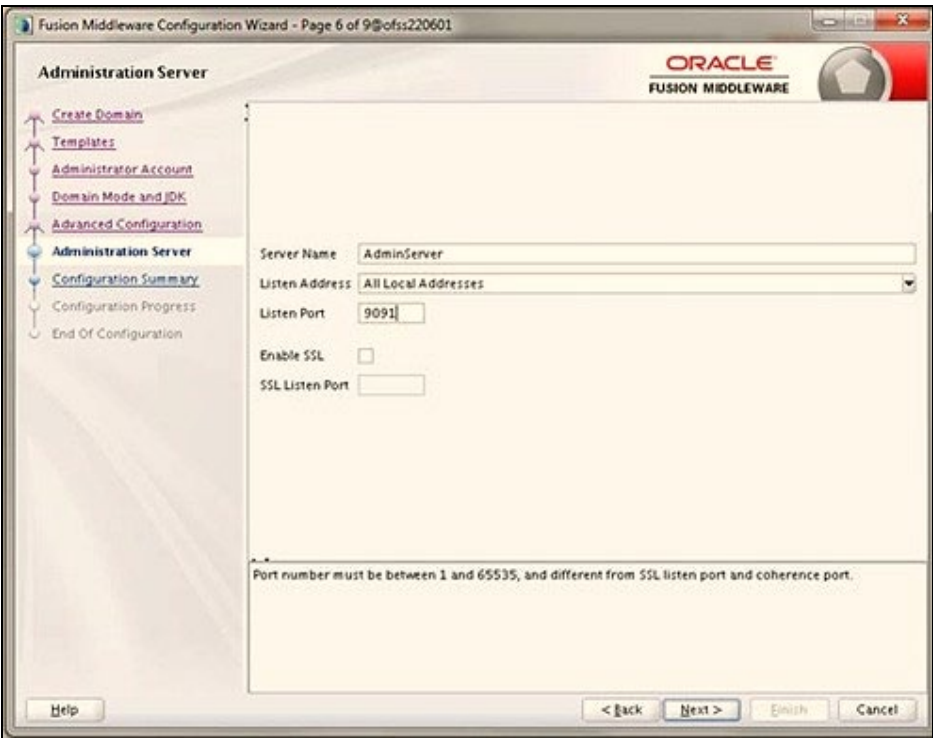 Fusion Middleware Configuration Wizard - Page 6 of 9@ofss220601
Administration Server
ORACLE
FUSION MIDDLEWARE
Create Domain
Templates
Administrator Account
Domain Mode and JDK
Advanced Configuration
Administration Server
Configuration Summary
Configuration Progress
End Of Configuration
Server Name AdminServer
Listen Address All Local Addresses
Listen Port 9091
Enable SSL
SSL Listen Port
Port number must be between 1 and 65535, and different from SSL listen port and coherence port.
Help < Back Next > Finish Cancel